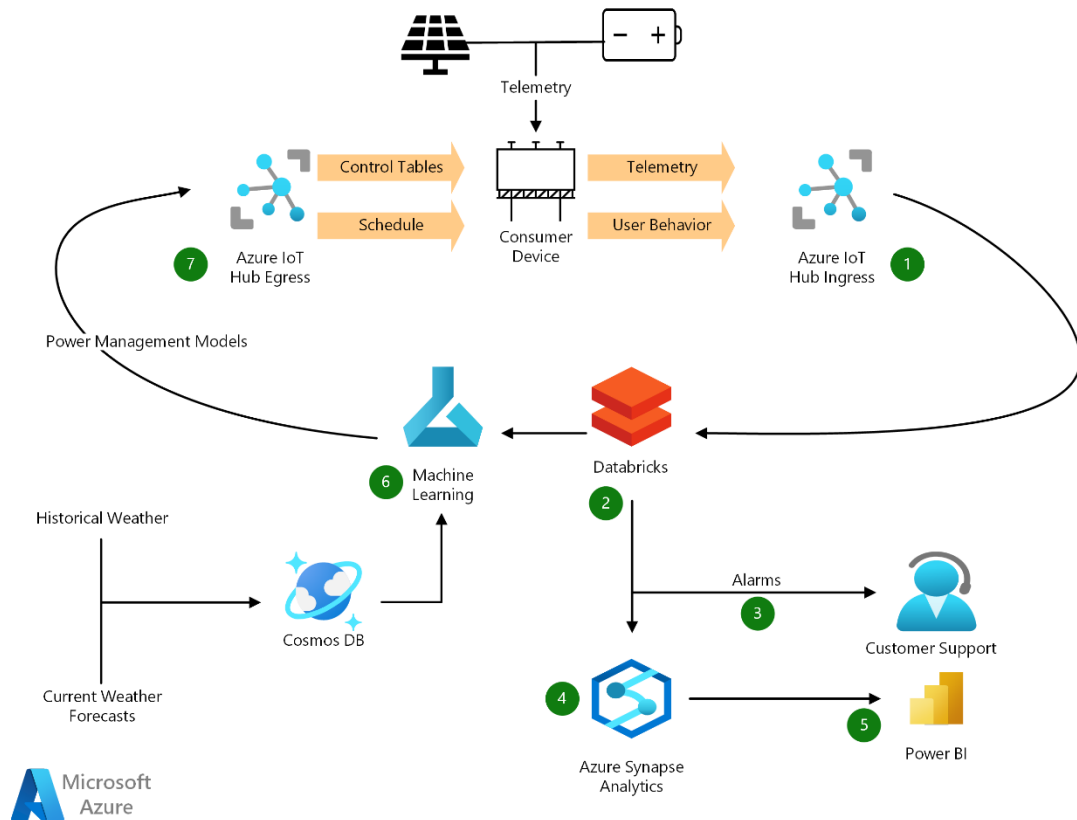 − +
Telemetry
Control Tables
Telemetry
Schedule
User Behavior
Consumer
Device
Azure IoT
Hub Egress
7
Azure IoT
Hub Ingress
1
Power Management Models
Databricks
2
6
Machine
Learning
Historical Weather
Cosmos DB
Current Weather
Forecasts
Alarms
3
Customer Support
4
Azure Synapse
Analytics
5
Power BI
Microsoft
Azure